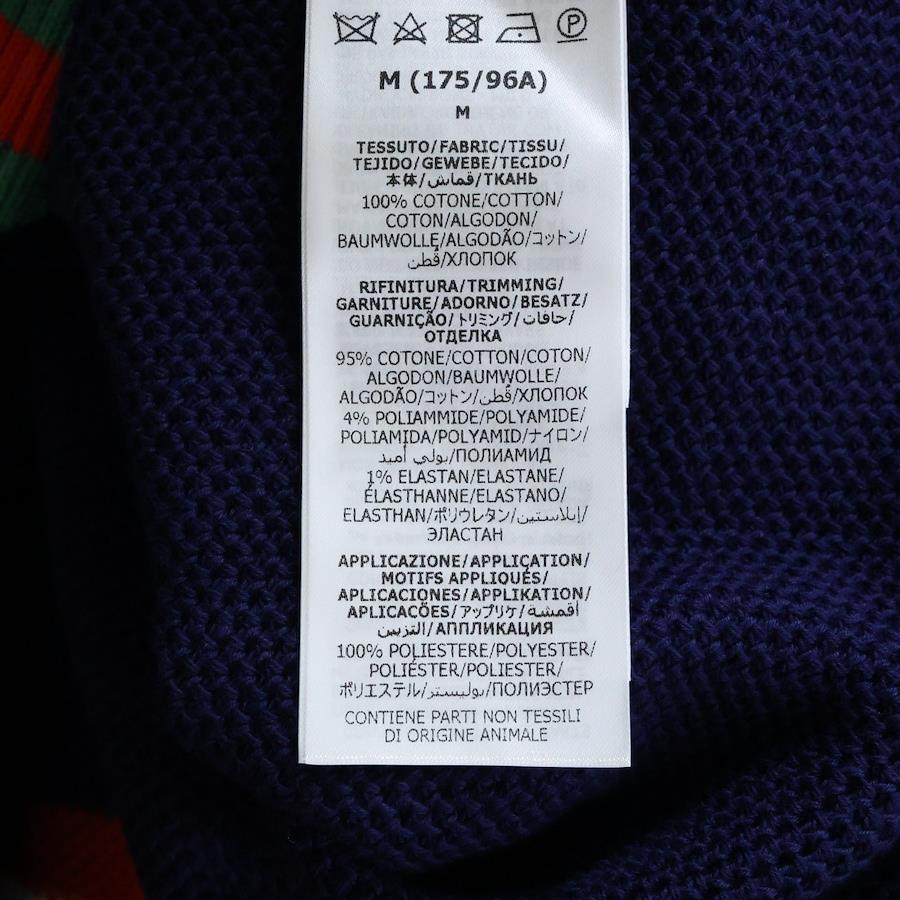 P
M (175/96A)
M
TESSUTO/FABRIC/TISSU/
TEJIDO/GEWEBE/TECIDO/
本体/قماش/ТКАНЬ
100% COTONE/COTTON/
COTON/ALGODON/
BAUMWOLLE/ALGODÃO/コットン/
قُطن/ХЛОПОК
RIFINITURA/TRIMMING/
GARNITURE/ADORNO/BESATZ/
GUARNIÇÃO/トリミング/حافات/
ОТДЕЛКА
95% COTONE/COTTON/COTON/
ALGODON/BAUMWOLLE/
ALGODÃO/コットン/قُطن/ХЛОПОК
4% POLIAMMIDE/POLYAMIDE/
POLIAMIDA/POLYAMID/ナイロン/
بولي أميد/ПОЛИАМИД
1% ELASTAN/ELASTANE/
ÉLASTHANNE/ELASTANO/
ELASTHAN/ポリウレタン/إيلاستين/
ЭЛАСТАН
APPLICAZIONE/APPLICATION/
MOTIFS APPLIQUÉS/
APLICACIONES/APPLIKATION/
APLICAÇÕES/アップリケ/أقمشة
التزيين/АППЛИКАЦИЯ
100% POLIESTERE/POLYESTER/
POLIÉSTER/POLIESTER/
ポリエステル/بوليستر/ПОЛИЭСТЕР
CONTIENE PARTI NON TESSILI
DI ORIGINE ANIMALE